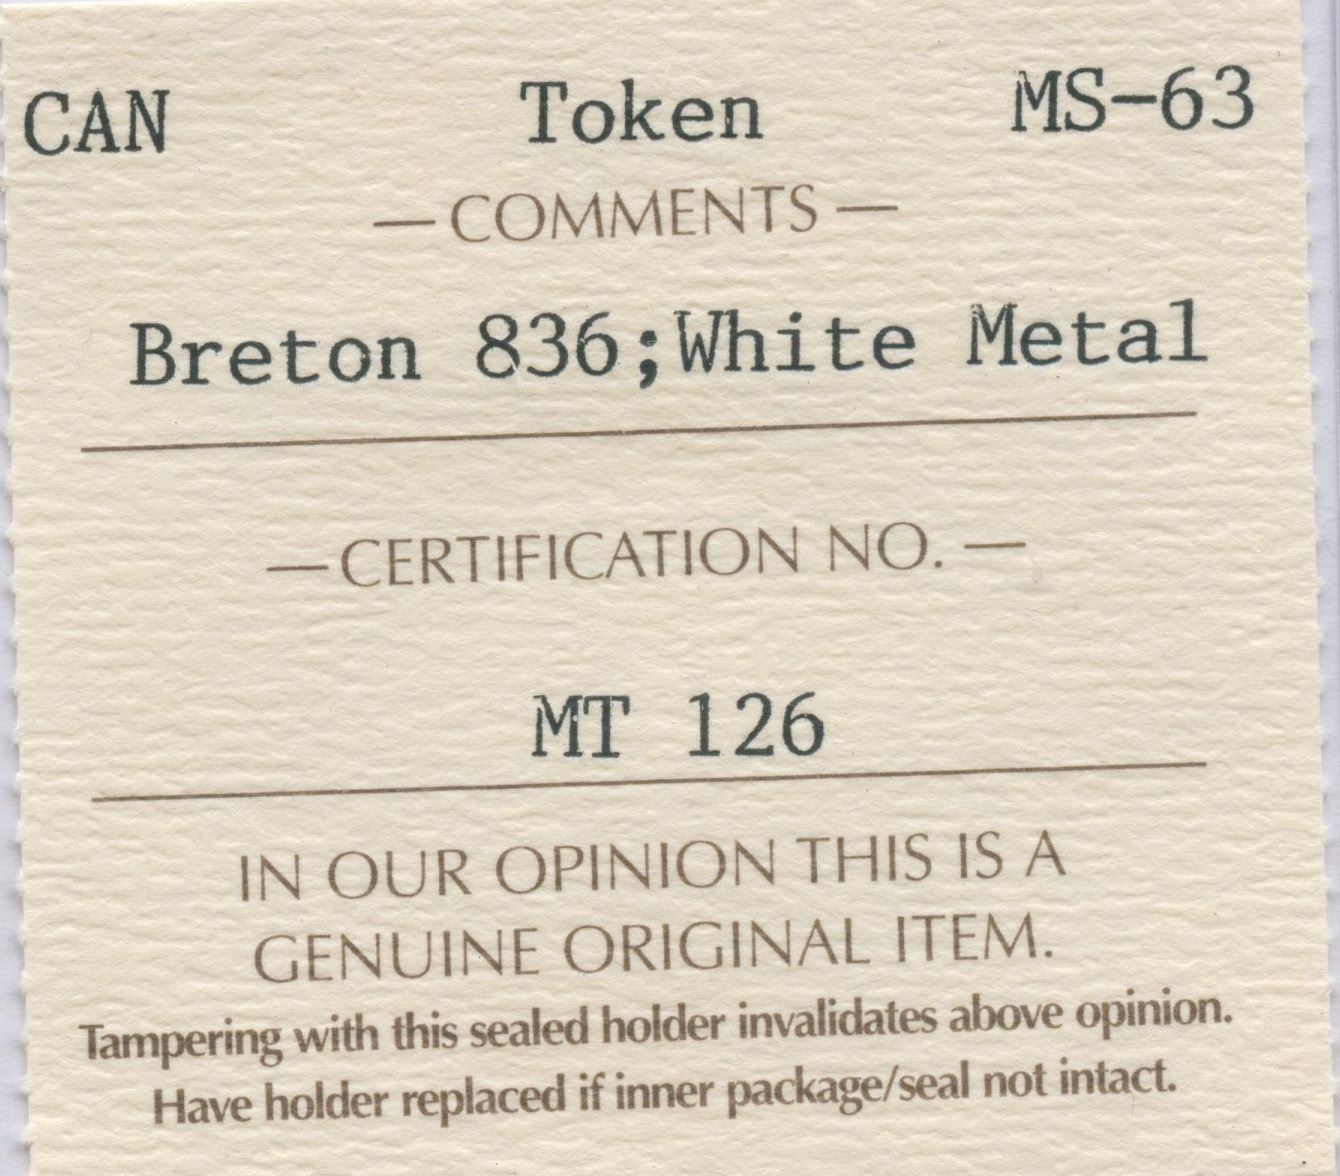 CAN Token MS-63
— COMMENTS —
Breton 836;White Metal
— CERTIFICATION NO. —
MT 126
IN OUR OPINION THIS IS A
GENUINE ORIGINAL ITEM.
Tampering with this sealed holder invalidates above opinion.
Have holder replaced if inner package/seal not intact.